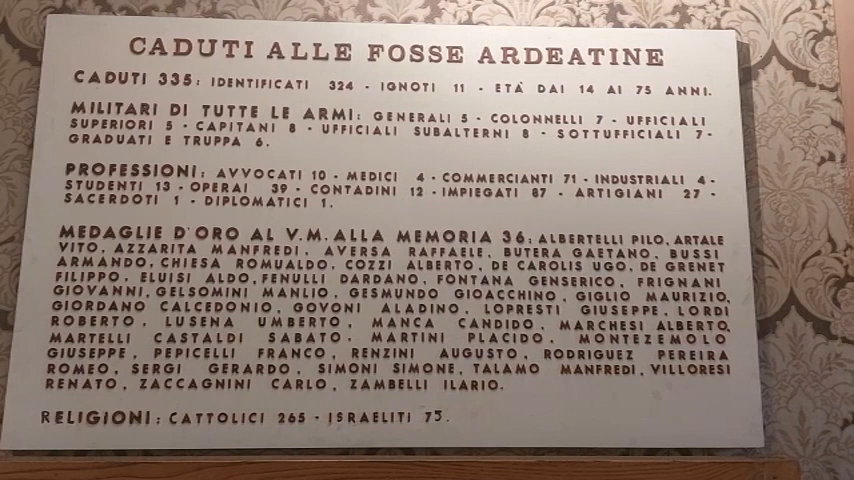 CADUTI ALLE FOSSE ARDEATINE
CADUTI 335: IDENTIFICATI 324 - IGNOTI 11 - ETÀ DAI 14 AI 75 ANNI.
MILITARI DI TUTTE LE ARMI: GENERALI 5 - COLONNELLI 7 - UFFICIALI
SUPERIORI 5 - CAPITANI 8 - UFFICIALI SUBALTERNI 8 - SOTTUFFICIALI 7 -
GRADUATI E TRUPPA 6.
PROFESSIONI: AVVOCATI 10 - MEDICI 4 - COMMERCIANTI 71 - INDUSTRIALI 4 -
STUDENTI 13 - OPERAI 39 - CONTADINI 12 - IMPIEGATI 87 - ARTIGIANI 27 -
SACERDOTI 1 - DIPLOMATICI 1.
MEDAGLIE D'ORO AL V.M. ALLA MEMORIA 36: ALBERTELLI PILO, ARTALE
VITO, AZZARITA MANFREDI, AVERSA RAFFAELE, BUTERA GAETANO, BUSSI
ARMANDO, CHIESA ROMUALDO, COZZI ALBERTO, DE CAROLIS UGO, DE GRENET
FILIPPO, ELUISI ALDO, FENULLI DARDANO, FONTANA GENSERICO, FRIGNANI
GIOVANNI, GELSOMINI MANLIO, GESMUNDO GIOACCHINO, GIGLIO MAURIZIO,
GIORDANO CALCEDONIO, GOVONI ALADINO, LOPRESTI GIUSEPPE, LORDI
ROBERTO, LUSENA UMBERTO, MANCA CANDIDO, MARCHESI ALBERTO,
MARTELLI CASTALDI SABATO, MARTINI PLACIDO, MONTEZEMOLO
GIUSEPPE, PEPICELLI FRANCO, RENZINI AUGUSTO, RODRIGUEZ PEREIRA
ROMEO, SERGI GERARDO, SIMONI SIMONE, TALAMO MANFREDI, VILLORESI
RENATO, ZACCAGNINI CARLO, ZAMBELLI ILARIO.
RELIGIONI: CATTOLICI 265 - ISRAELITI 75.